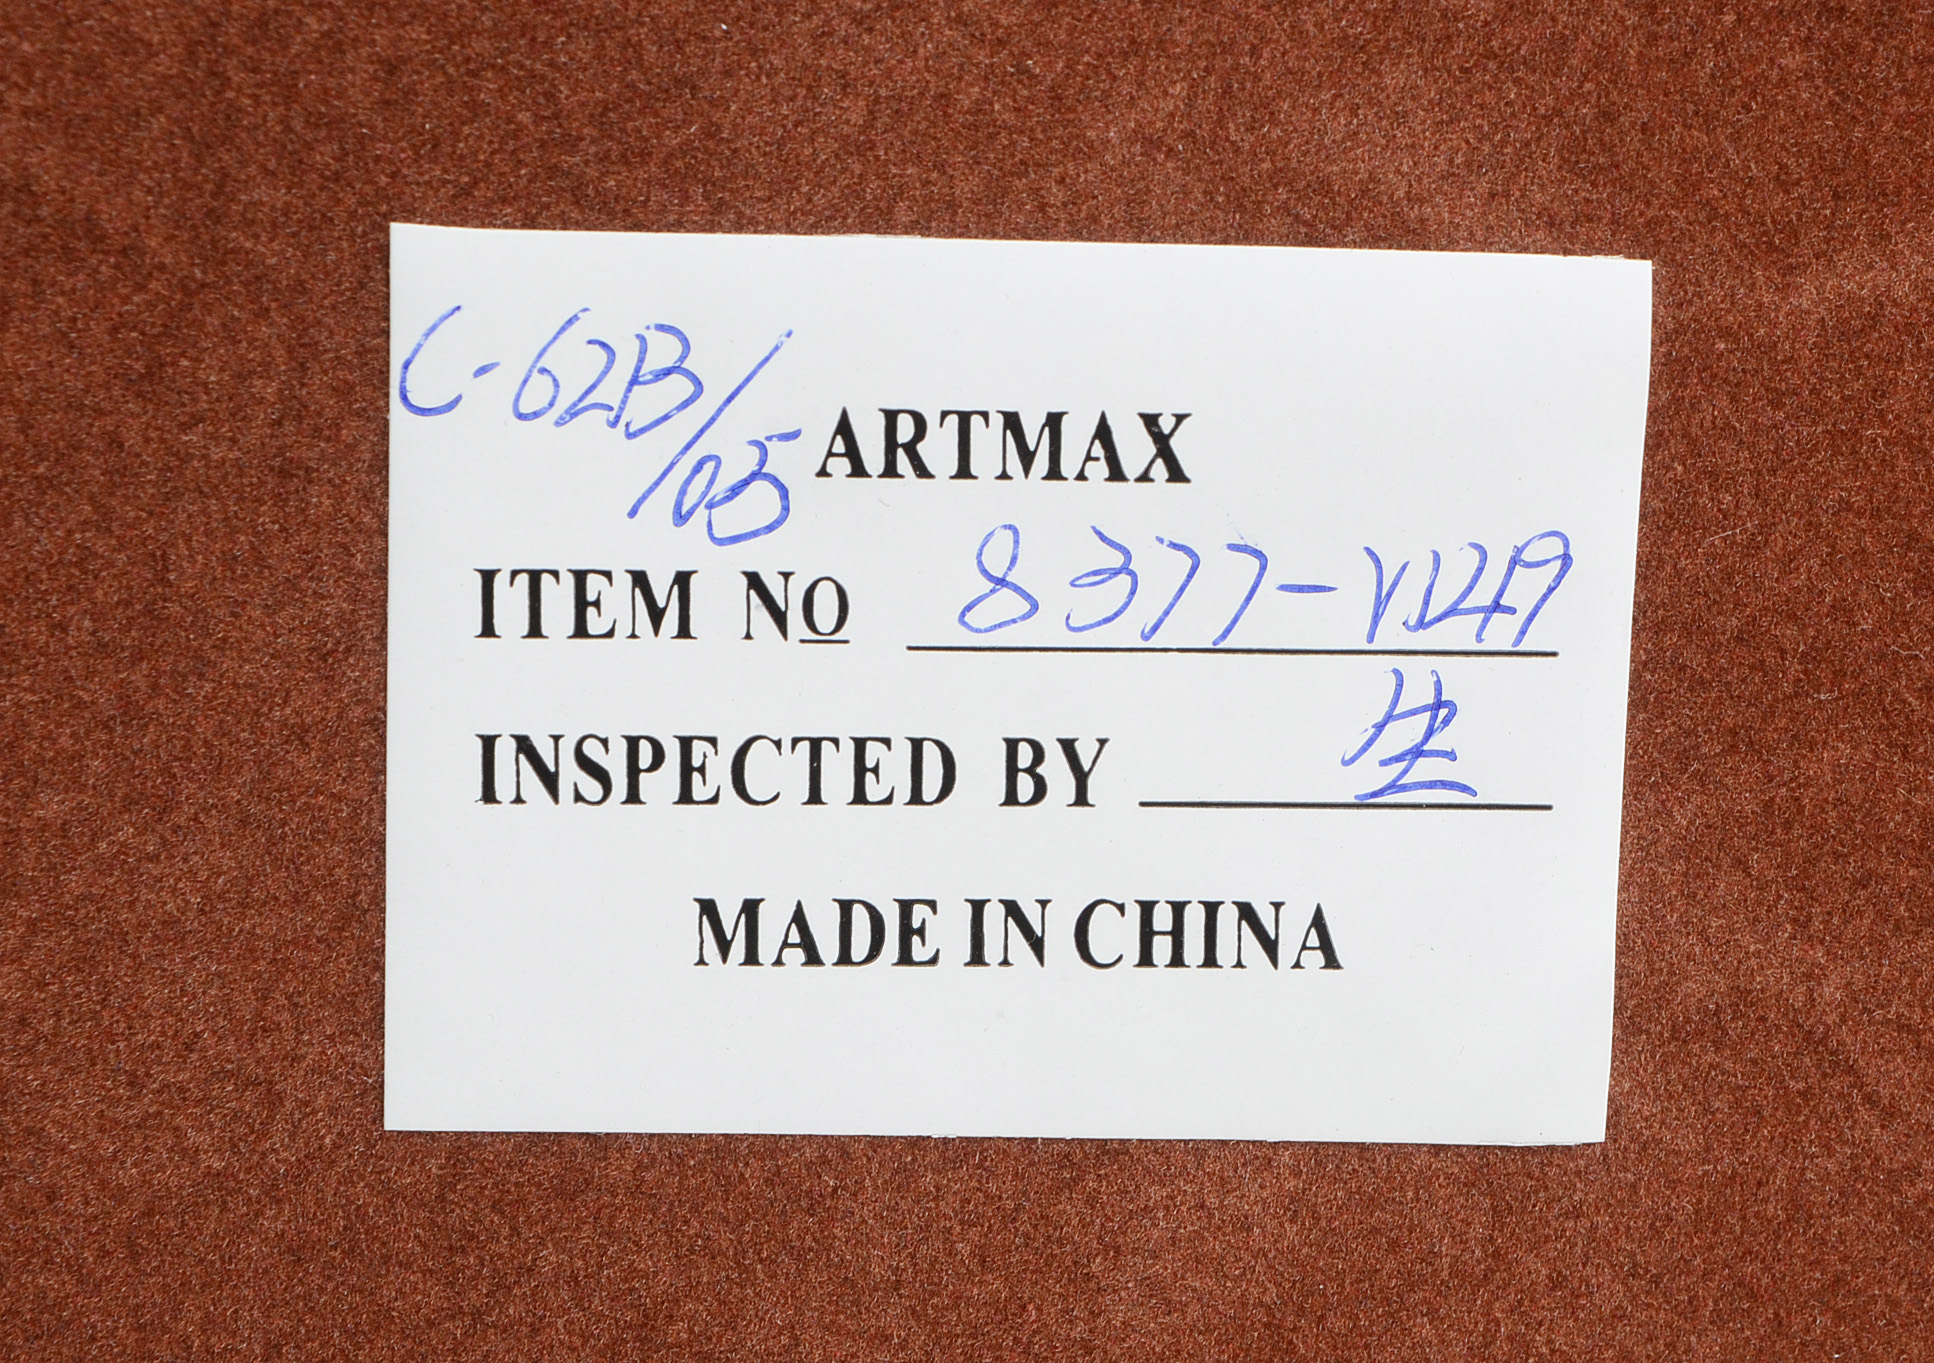 C-62B/05
ARTMAX
ITEM No 8377-V1249
INSPECTED BY 生
MADE IN CHINA